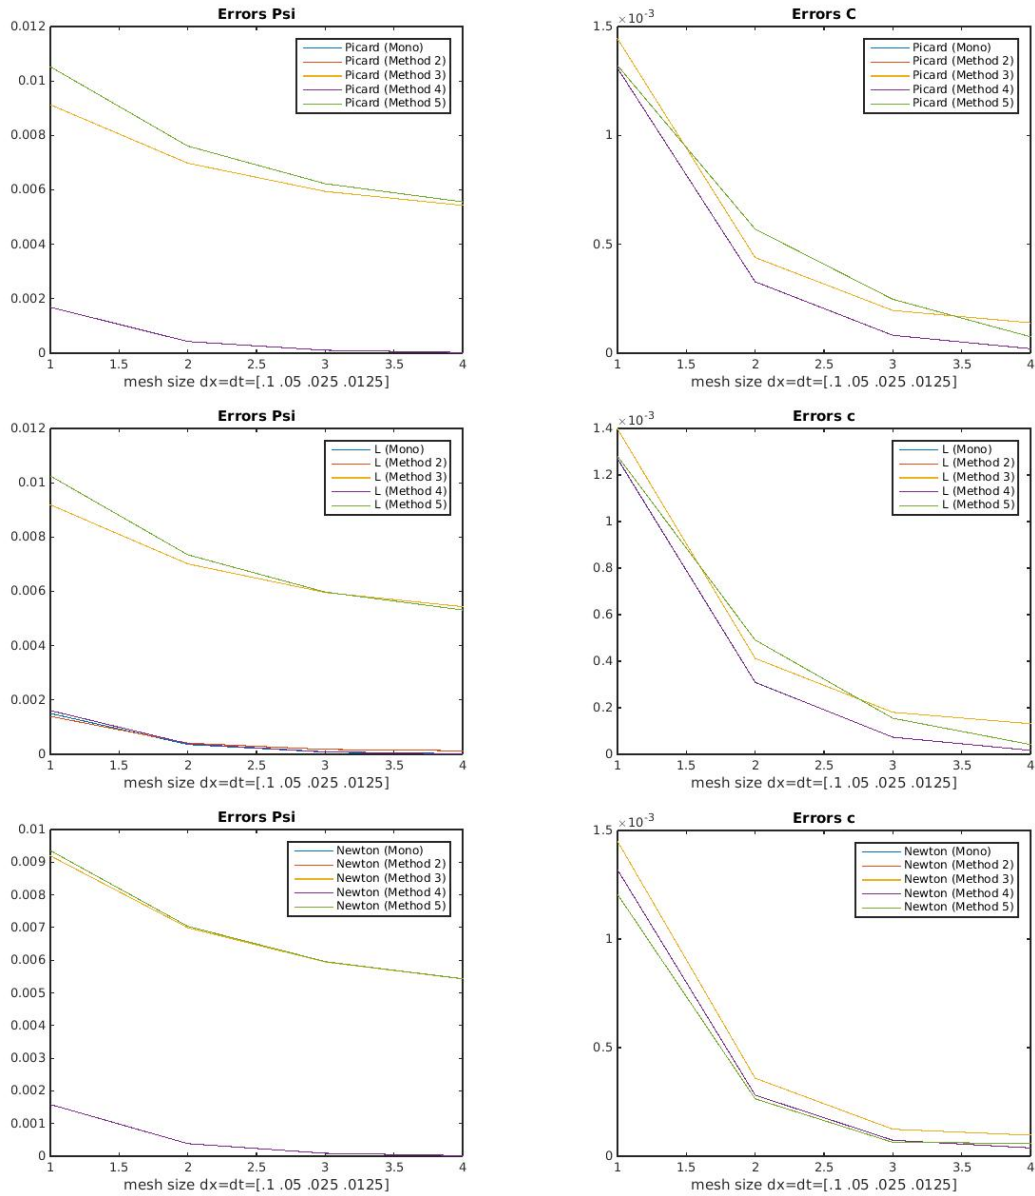 Errors Psi
0.012
0.01
0.008
0.006
0.004
0.002
0
1 1.5 2 2.5 3 3.5 4
mesh size dx=dt=[.1 .05 .025 .0125]
Picard (Mono)
Picard (Method 2)
Picard (Method 3)
Picard (Method 4)
Picard (Method 5)
Errors C
×10-3
1.5
1
0.5
0
1 1.5 2 2.5 3 3.5 4
mesh size dx=dt=[.1 .05 .025 .0125]
Picard (Mono)
Picard (Method 2)
Picard (Method 3)
Picard (Method 4)
Picard (Method 5)
Errors Psi
0.012
0.01
0.008
0.006
0.004
0.002
0
1 1.5 2 2.5 3 3.5 4
mesh size dx=dt=[.1 .05 .025 .0125]
L (Mono)
L (Method 2)
L (Method 3)
L (Method 4)
L (Method 5)
Errors c
×10-3
1.4
1.2
1
0.8
0.6
0.4
0.2
0
1 1.5 2 2.5 3 3.5 4
mesh size dx=dt=[.1 .05 .025 .0125]
L (Mono)
L (Method 2)
L (Method 3)
L (Method 4)
L (Method 5)
Errors Psi
0.01
0.009
0.008
0.007
0.006
0.005
0.004
0.003
0.002
0.001
0
1 1.5 2 2.5 3 3.5 4
mesh size dx=dt=[.1 .05 .025 .0125]
Newton (Mono)
Newton (Method 2)
Newton (Method 3)
Newton (Method 4)
Newton (Method 5)
Errors c
×10-3
1.5
1
0.5
0
1 1.5 2 2.5 3 3.5 4
mesh size dx=dt=[.1 .05 .025 .0125]
Newton (Mono)
Newton (Method 2)
Newton (Method 3)
Newton (Method 4)
Newton (Method 5)